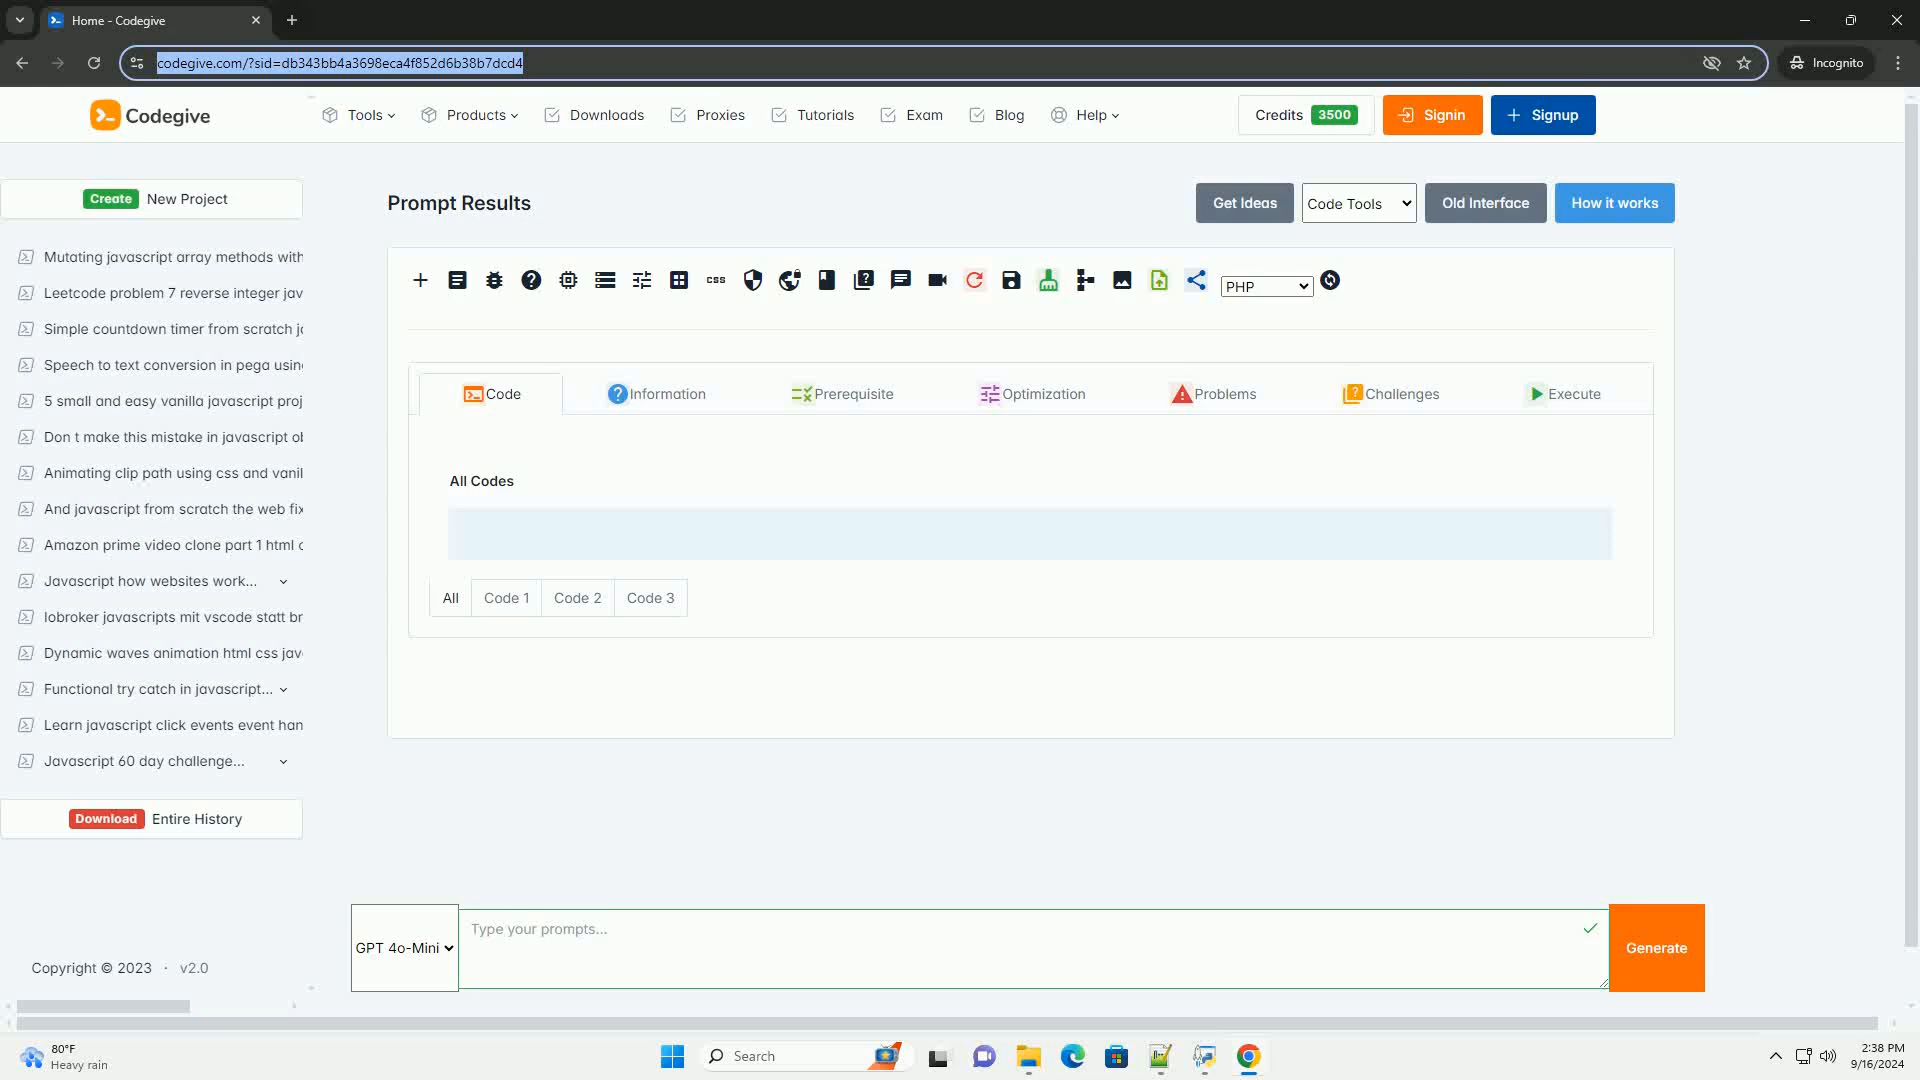 Home - Codegive
codegive.com/?sid=db343bb4a3698eca4f852d6b38b7dcd4
Incognito
Codegive
Tools
Products
Downloads
Proxies
Tutorials
Exam
Blog
Help
Credits 3500
Signin
Signup
Create New Project
Mutating javascript array methods with
Leetcode problem 7 reverse integer jav
Simple countdown timer from scratch ja
Speech to text conversion in pega using
5 small and easy vanilla javascript proj
Don t make this mistake in javascript ob
Animating clip path using css and vanil
And javascript from scratch the web fix
Amazon prime video clone part 1 html c
Javascript how websites work...
Iobroker javascripts mit vscode statt br
Dynamic waves animation html css jav
Functional try catch in javascript...
Learn javascript click events event han
Javascript 60 day challenge...
Download Entire History
Copyright © 2023 · v2.0
Prompt Results
Get Ideas
Code Tools
Old Interface
How it works
css
PHP
Code
Information
Prerequisite
Optimization
Problems
Challenges
Execute
All Codes
All
Code 1
Code 2
Code 3
GPT 4o-Mini
Type your prompts...
Generate
80°F
Heavy rain
Search
2:38 PM
9/16/2024